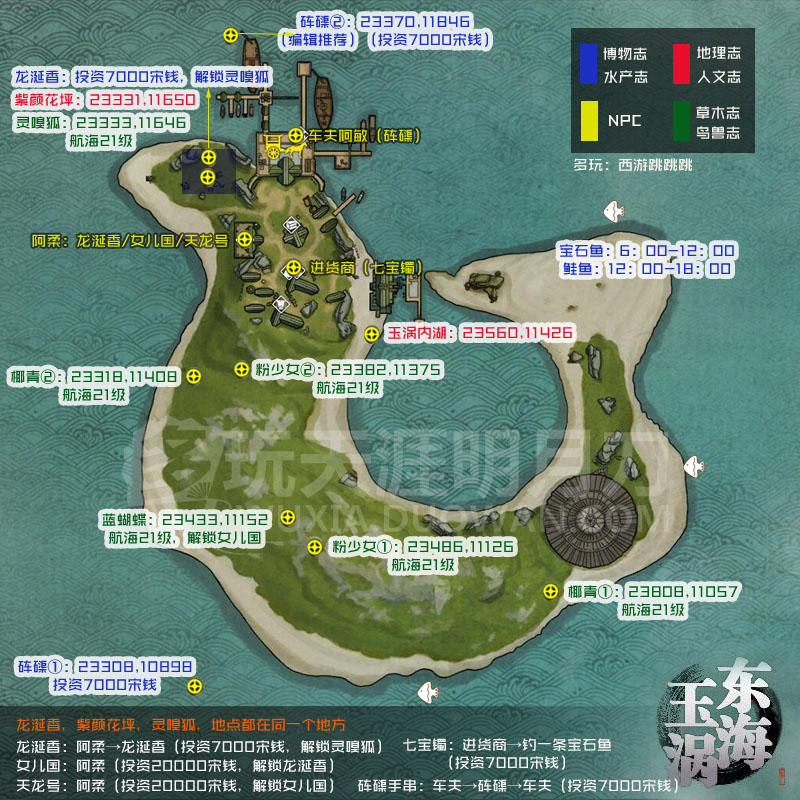 砗磲②：23370,11846
（编辑推荐）（投资7000宋钱）
龙涎香：投资7000宋钱，解锁灵嗅狐
紫颜花坪：23331,11650
灵嗅狐：23333,11646
航海21级
博物志
水产志
地理志
人文志
NPC
草木志
鸟兽志
多玩：西游跳跳跳
车夫阿敏（砗磲）
阿柔：龙涎香/女儿国/天龙号
进货商（七宝镯）
宝石鱼：6：00-12：00
鲑鱼：12：00-18：00
玉涡内湖：23560,11426
椰青②：23318,11408
航海21级
粉少女②：23382,11375
航海21级
玩天涯明月刀
WUXIA.DUOWAN.COM
蓝蝴蝶：23433,11152
航海21级，解锁女儿国
粉少女①：23486,11126
航海21级
椰青①：23808,11057
航海21级
砗磲①：23308,10898
投资7000宋钱
东海
玉涡
龙涎香，紫颜花坪，灵嗅狐，地点都在同一个地方
龙涎香：阿柔→龙涎香（投资7000宋钱，解锁灵嗅狐）
女儿国：阿柔（投资20000宋钱，解锁龙涎香）
天龙号：阿柔（投资20000宋钱，解锁女儿国）
七宝镯：进货商→钓一条宝石鱼
（投资7000宋钱）
砗磲手串：车夫→砗磲→车夫（投资7000宋钱）